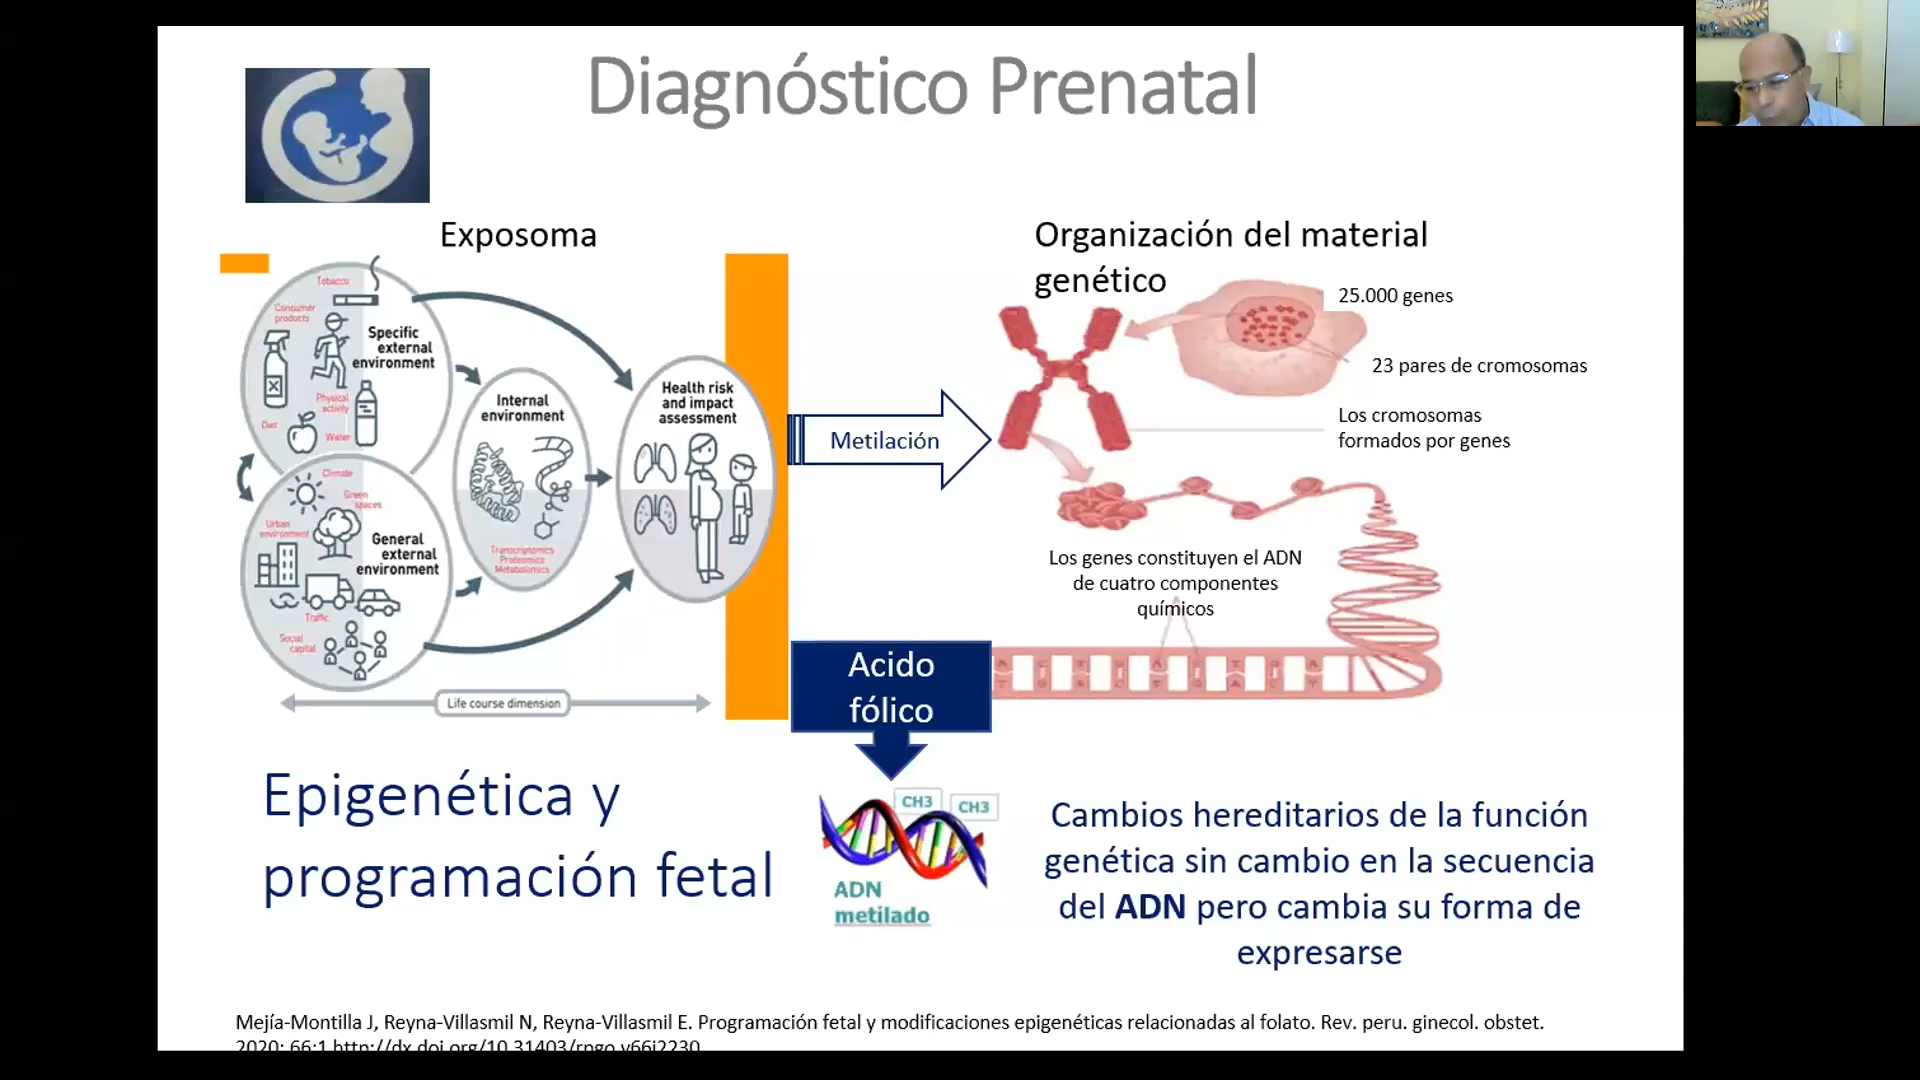 Diagnóstico Prenatal
Exposoma
Tobacco
Consumer
products
Specific
external
environment
Physical
activity
Diet
Water
Climate
Green
spaces
Urban
environment
General
external
environment
Traffic
Social
capital
Internal
environment
Transcriptomics
Proteomics
Metabolomics
Health risk
and impact
assessment
Life course dimension
Metilación
Organización del material
genético
25.000 genes
23 pares de cromosomas
Los cromosomas
formados por genes
Los genes constituyen el ADN
de cuatro componentes
químicos
Acido
fólico
CH3 CH3
ADN
metilado
Epigenética y
programación fetal
Cambios hereditarios de la función
genética sin cambio en la secuencia
del ADN pero cambia su forma de
expresarse
Mejía-Montilla J, Reyna-Villasmil N, Reyna-Villasmil E. Programación fetal y modificaciones epigenéticas relacionadas al folato. Rev. peru. ginecol. obstet.
2020; 66:1 http://dx.doi.org/10.31403/rpgo.v66i2230